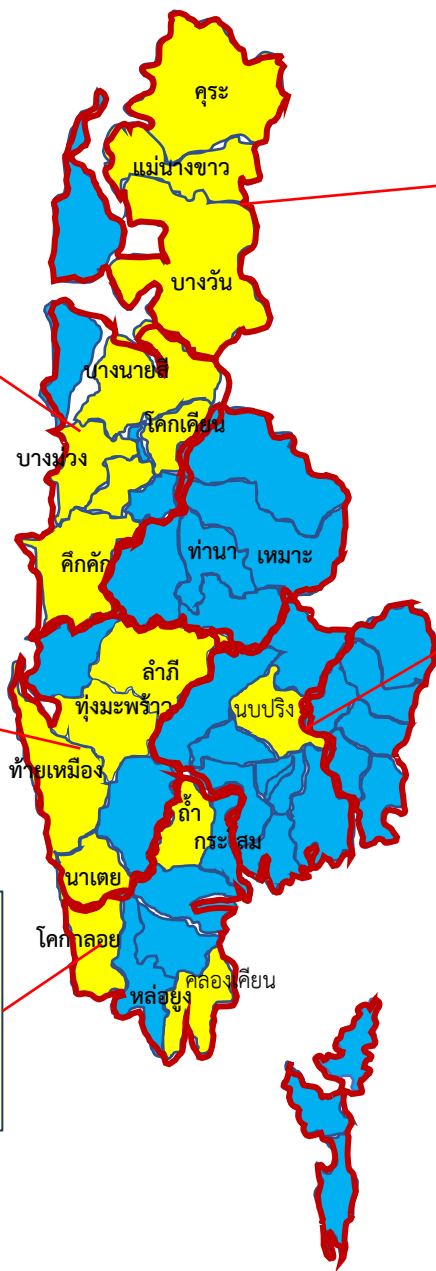 คุระ
แม่นางขาว
บางวัน
บางนายสี
โคกเคียน
บางม่วง
คึกคัก
ท่านา
เหมาะ
ลำภี
ทุ่งมะพร้าว
นบปริง
ท้ายเหมือง
ถ้ำ
กระโสม
นาเตย
โคกลอย
คลองเคียน
หล่อยูง